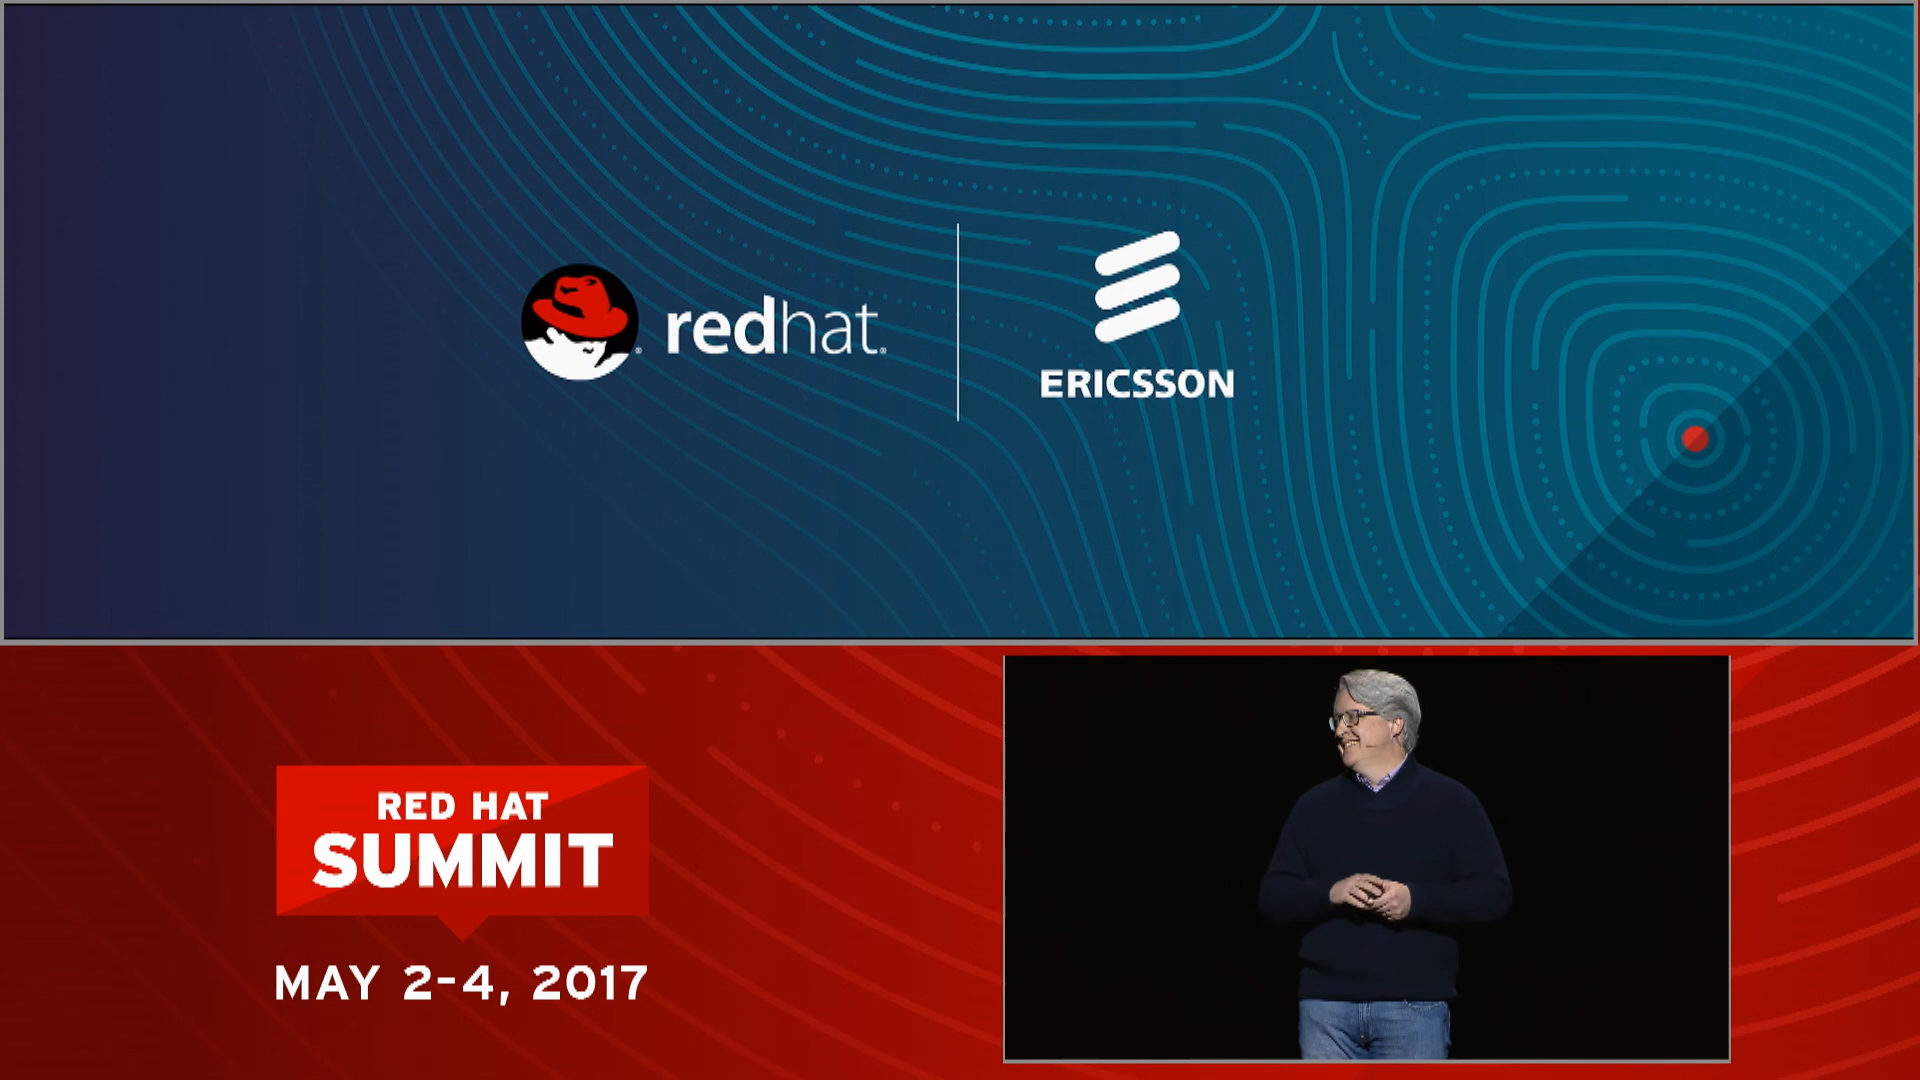 redhat.
ERICSSON
RED HAT
SUMMIT
MAY 2-4, 2017